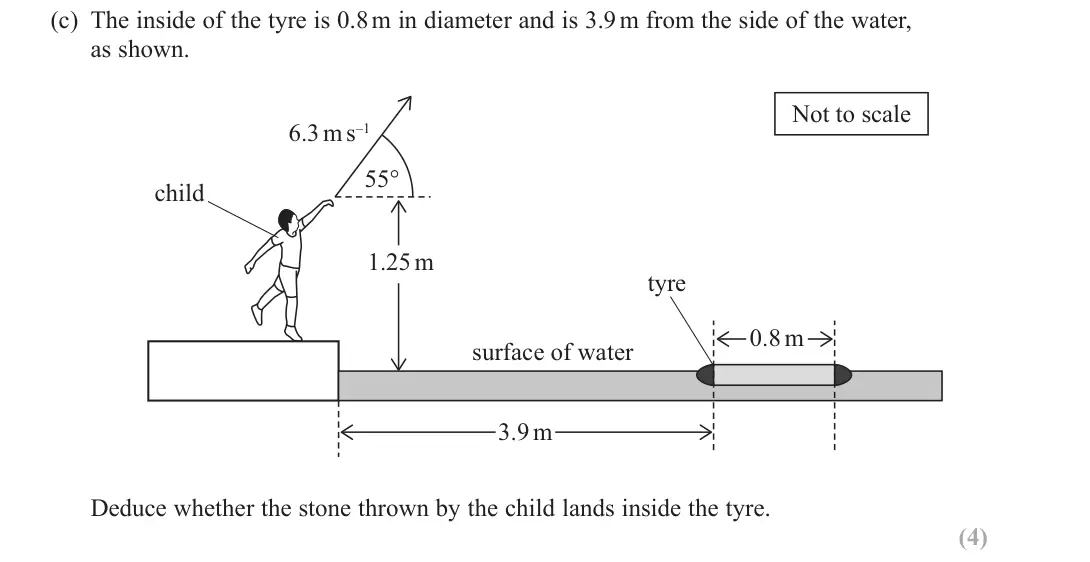 (c) The inside of the tyre is 0.8 m in diameter and is 3.9 m from the side of the water,
as shown.
Not to scale
6.3 m s⁻¹
55°
child
1.25 m
tyre
0.8 m
surface of water
3.9 m
Deduce whether the stone thrown by the child lands inside the tyre.
(4)